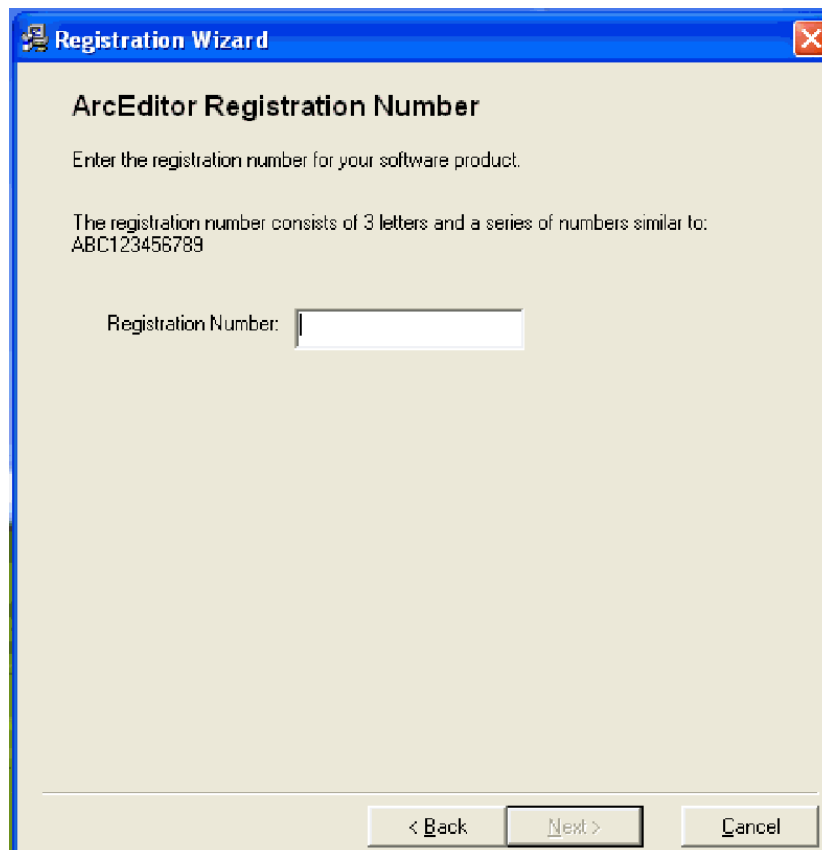 Registration Wizard
ArcEditor Registration Number
Enter the registration number for your software product.
The registration number consists of 3 letters and a series of numbers similar to:
ABC123456789
Registration Number:
< Back Next > Cancel